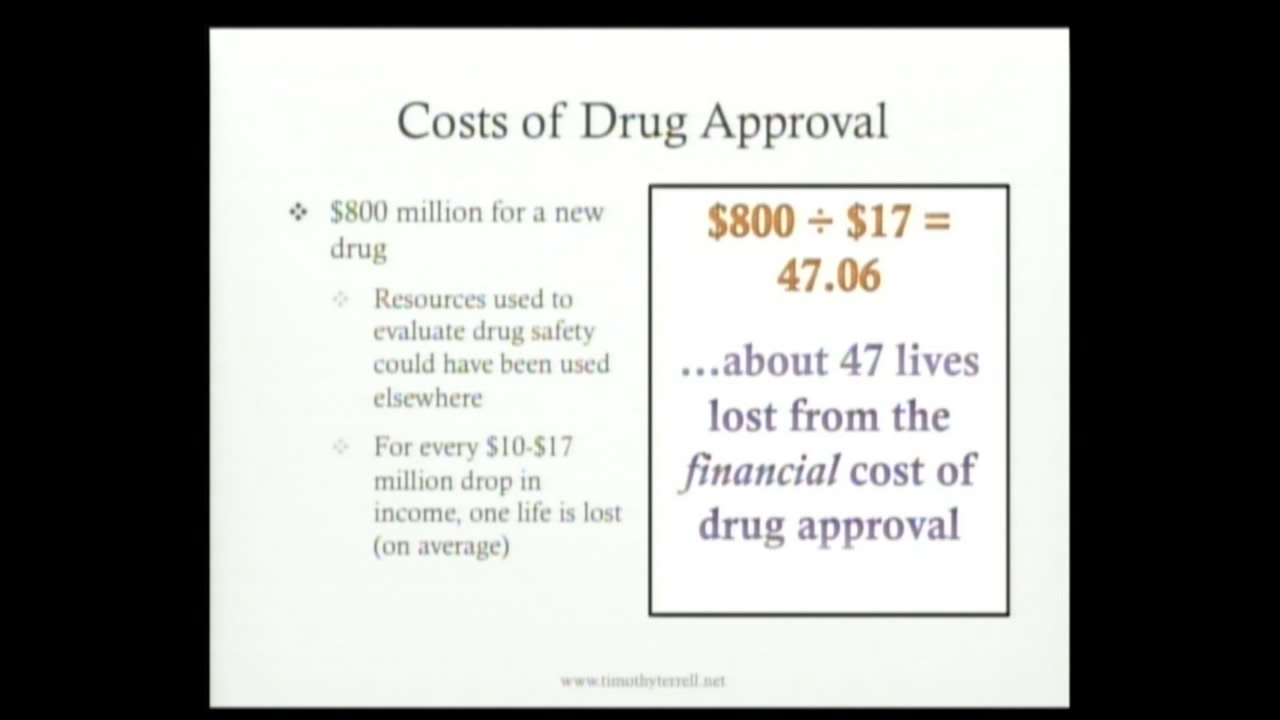 Costs of Drug Approval
$800 million for a new
drug
Resources used to
evaluate drug safety
could have been used
elsewhere
For every $10-$17
million drop in
income, one life is lost
(on average)
$800 ÷ $17 =
47.06
…about 47 lives
lost from the
financial cost of
drug approval
www.timothyterrell.net